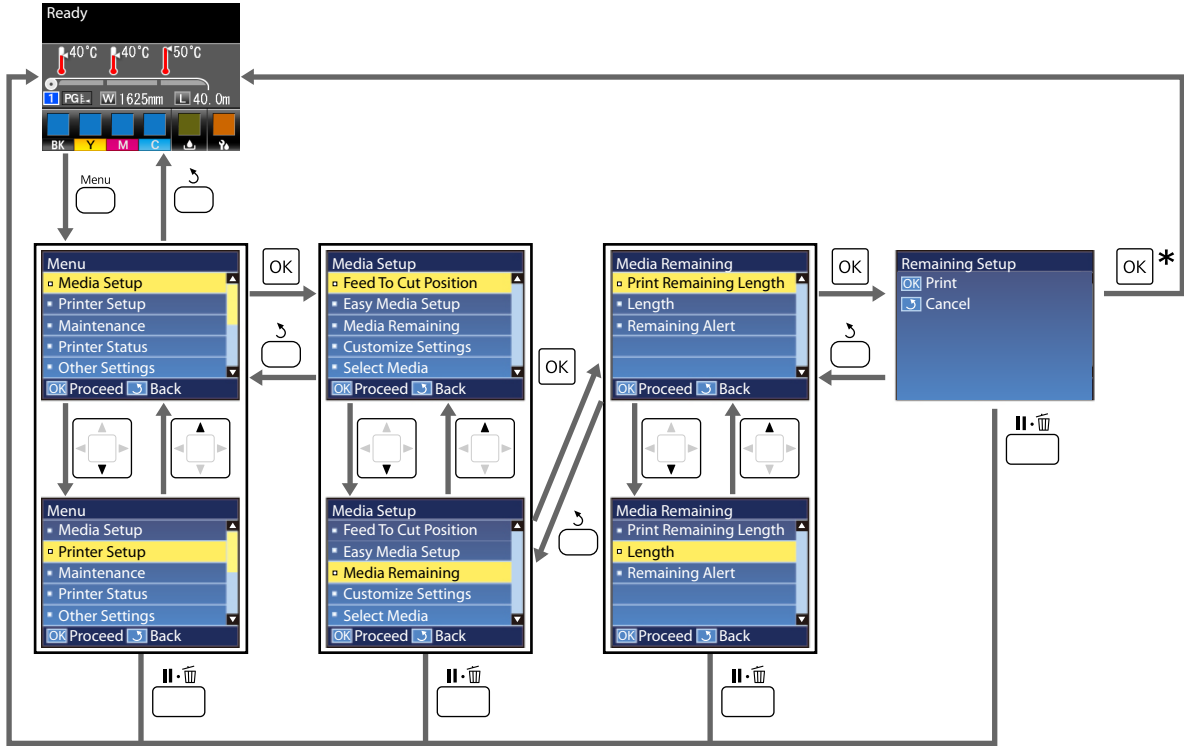 Ready
40°C 40°C 50°C
1 PG W 1625mm L 40.0m
BK Y M C
Menu
OK
OK
OK *
Menu
Media Setup
Printer Setup
Maintenance
Printer Status
Other Settings
OK Proceed Back
Media Setup
Feed To Cut Position
Easy Media Setup
Media Remaining
Customize Settings
Select Media
OK Proceed Back
OK
Media Remaining
Print Remaining Length
Length
Remaining Alert
OK Proceed Back
Remaining Setup
OK Print
Cancel
Menu
Media Setup
Printer Setup
Maintenance
Printer Status
Other Settings
OK Proceed Back
Media Setup
Feed To Cut Position
Easy Media Setup
Media Remaining
Customize Settings
Select Media
OK Proceed Back
Media Remaining
Print Remaining Length
Length
Remaining Alert
OK Proceed Back